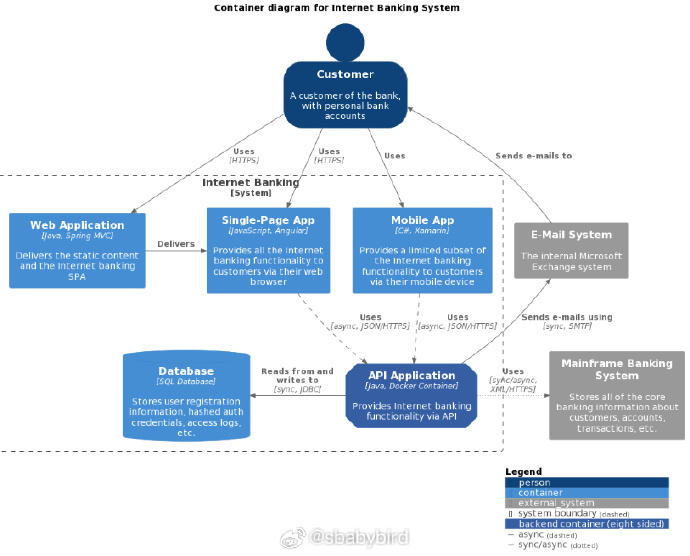 Container diagram for Internet Banking System
Customer
A customer of the bank,
with personal bank
accounts
Uses
[HTTPS]
Uses
[HTTPS]
Uses
Sends e-mails to
Internet Banking
[System]
Web Application
[Java, Spring MVC]
Delivers the static content
and the Internet banking
SPA
Delivers
Single-Page App
[JavaScript, Angular]
Provides all the Internet
banking functionality to
customers via their web
browser
Mobile App
[C#, Xamarin]
Provides a limited subset of
the Internet banking
functionality to customers
via their mobile device
E-Mail System
The internal Microsoft
Exchange system
Uses
[async, JSON/HTTPS]
Uses
[async, JSON/HTTPS]
Sends e-mails using
[sync, SMTP]
Database
[SQL Database]
Stores user registration
information, hashed auth
credentials, access logs,
etc.
Reads from and
writes to
[sync, JDBC]
API Application
[Java, Docker Container]
Provides Internet banking
functionality via API
Uses
[sync/async,
XML/HTTPS]
Mainframe Banking
System
Stores all of the core
banking information about
customers, accounts,
transactions, etc.
Legend
person
container
external_system
system boundary (dashed)
backend container (eight sided)
async (dashed)
sync/async (dotted)
@sbabybird